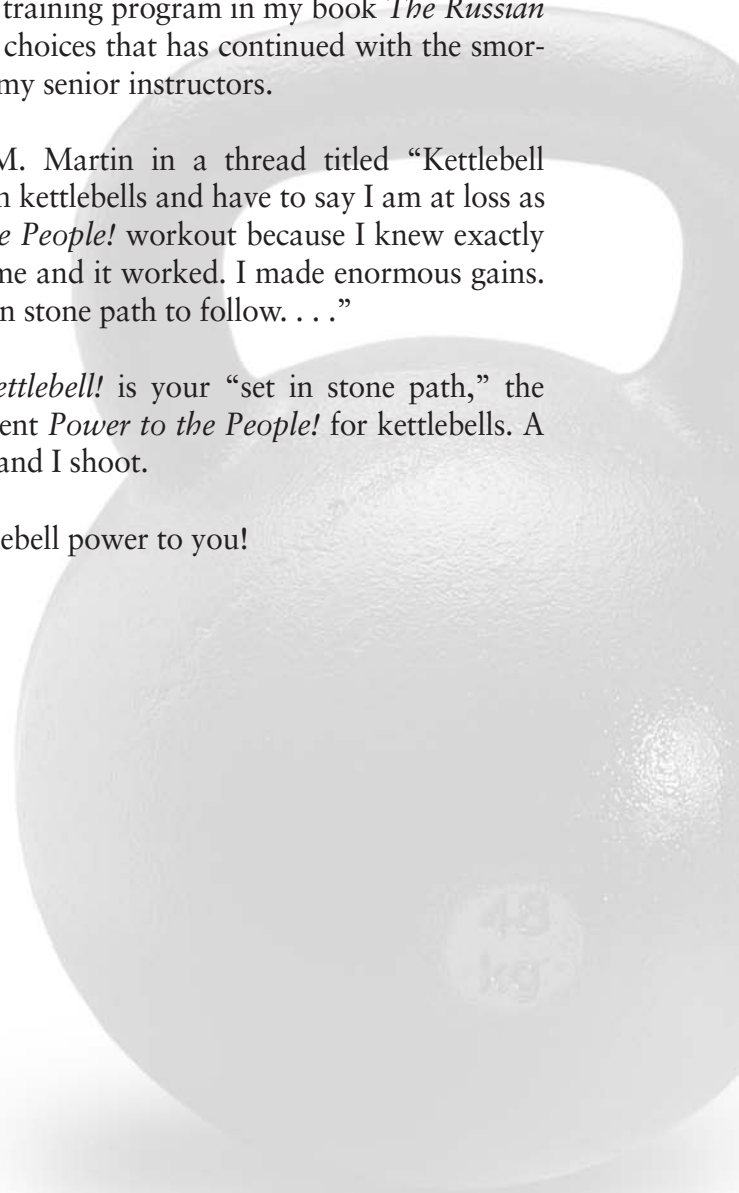 training program in my book The Russian
choices that has continued with the smor-
my senior instructors.
M. Martin in a thread titled “Kettlebell
n kettlebells and have to say I am at loss as
e People! workout because I knew exactly
me and it worked. I made enormous gains.
n stone path to follow. . . .”
ettlebell! is your “set in stone path,” the
ent Power to the People! for kettlebells. A
and I shoot.
ebell power to you!
48
kg